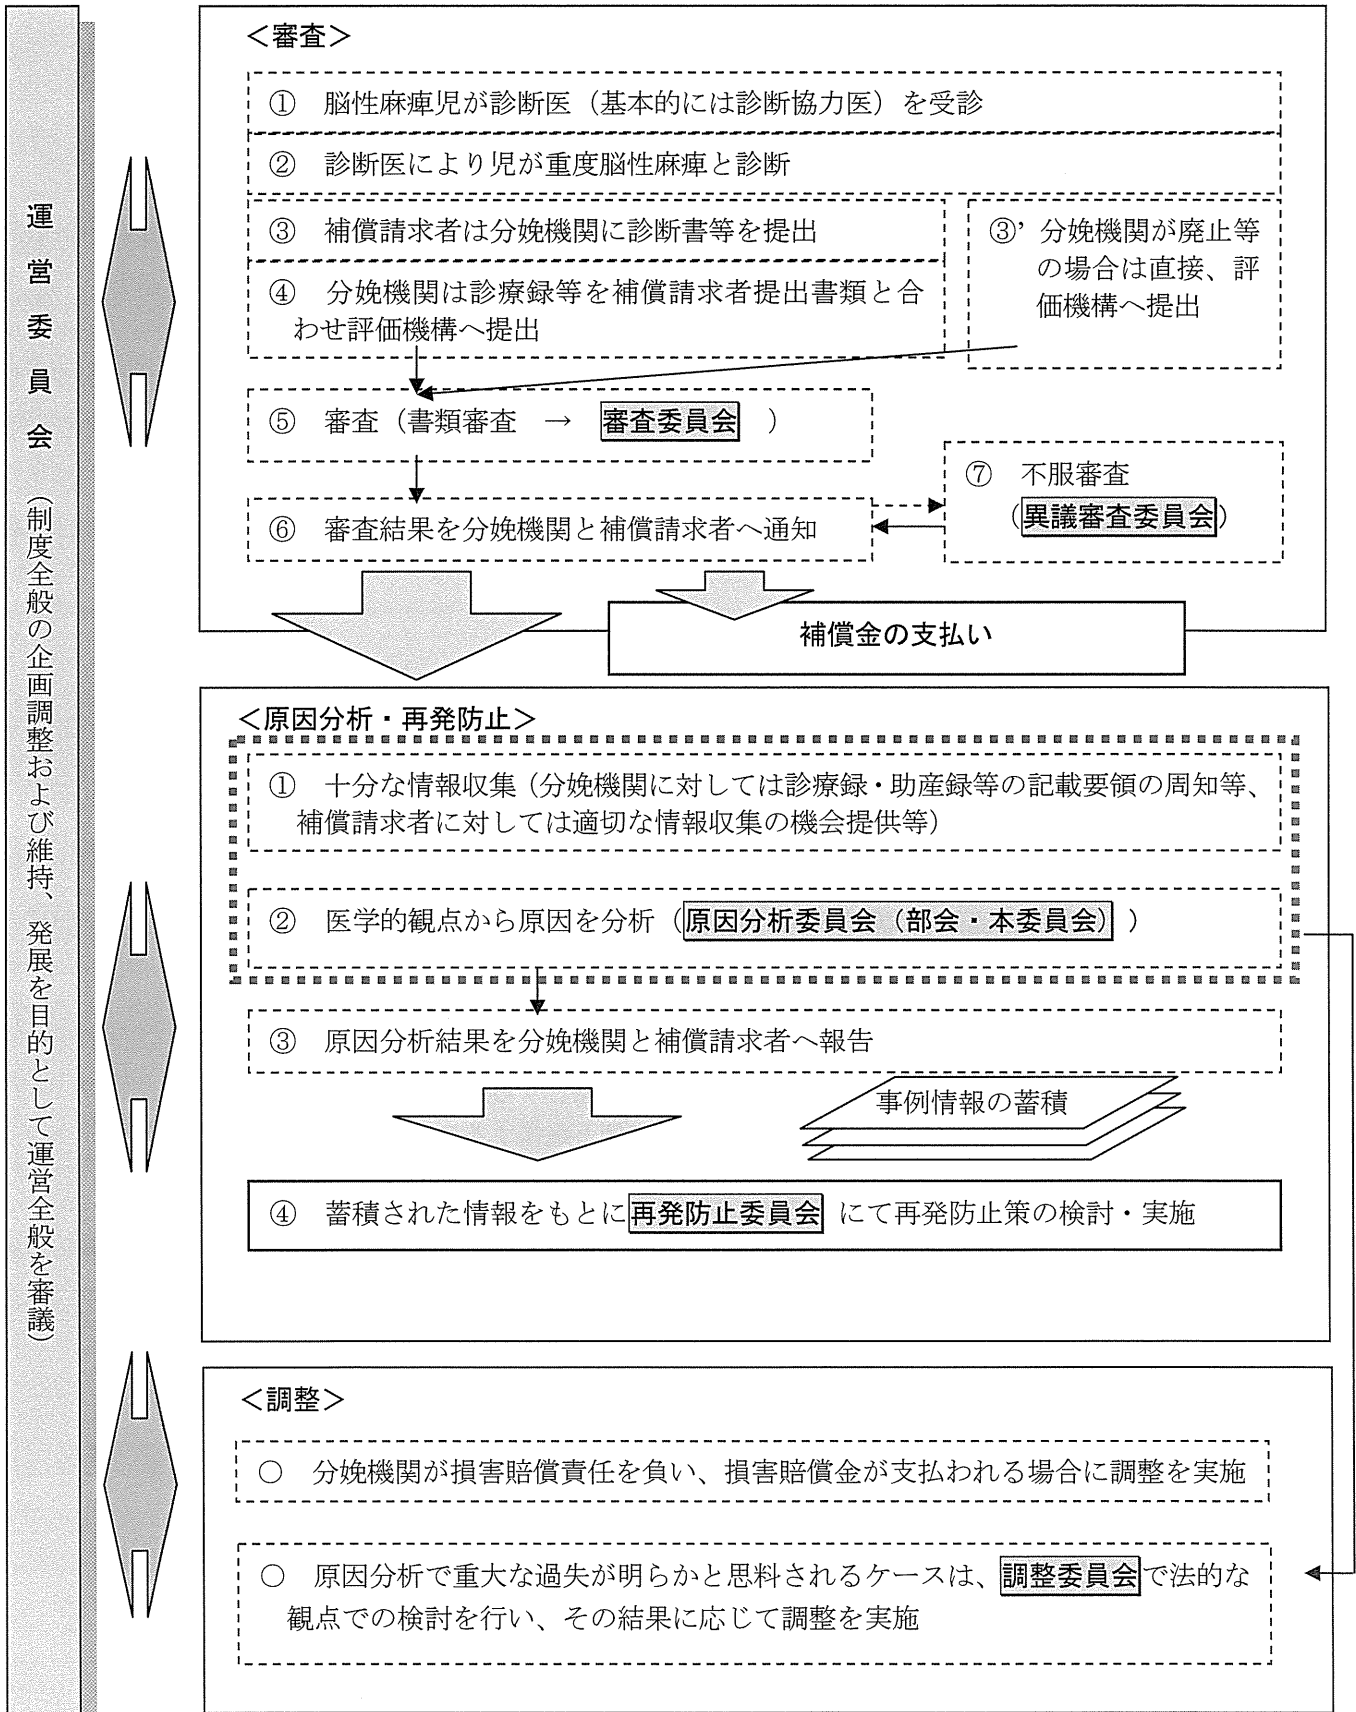 運営委員会（制度全般の企画調整および維持、発展を目的として運営全般を審議）
＜審査＞
① 脳性麻痺児が診断医（基本的には診断協力医）を受診
② 診断医により児が重度脳性麻痺と診断
③ 補償請求者は分娩機関に診断書等を提出
④ 分娩機関は診療録等を補償請求者提出書類と合
わせ評価機構へ提出
③’ 分娩機関が廃止等
の場合は直接、評
価機構へ提出
⑤ 審査（書類審査 → 審査委員会 ）
⑥ 審査結果を分娩機関と補償請求者へ通知
⑦ 不服審査
（異議審査委員会）
補償金の支払い
＜原因分析・再発防止＞
① 十分な情報収集（分娩機関に対しては診療録・助産録等の記載要領の周知等、
補償請求者に対しては適切な情報収集の機会提供等）
② 医学的観点から原因を分析（原因分析委員会（部会・本委員会））
③ 原因分析結果を分娩機関と補償請求者へ報告
事例情報の蓄積
④ 蓄積された情報をもとに再発防止委員会 にて再発防止策の検討・実施
＜調整＞
○ 分娩機関が損害賠償責任を負い、損害賠償金が支払われる場合に調整を実施
○ 原因分析で重大な過失が明らかと思料されるケースは、調整委員会で法的な
観点での検討を行い、その結果に応じて調整を実施